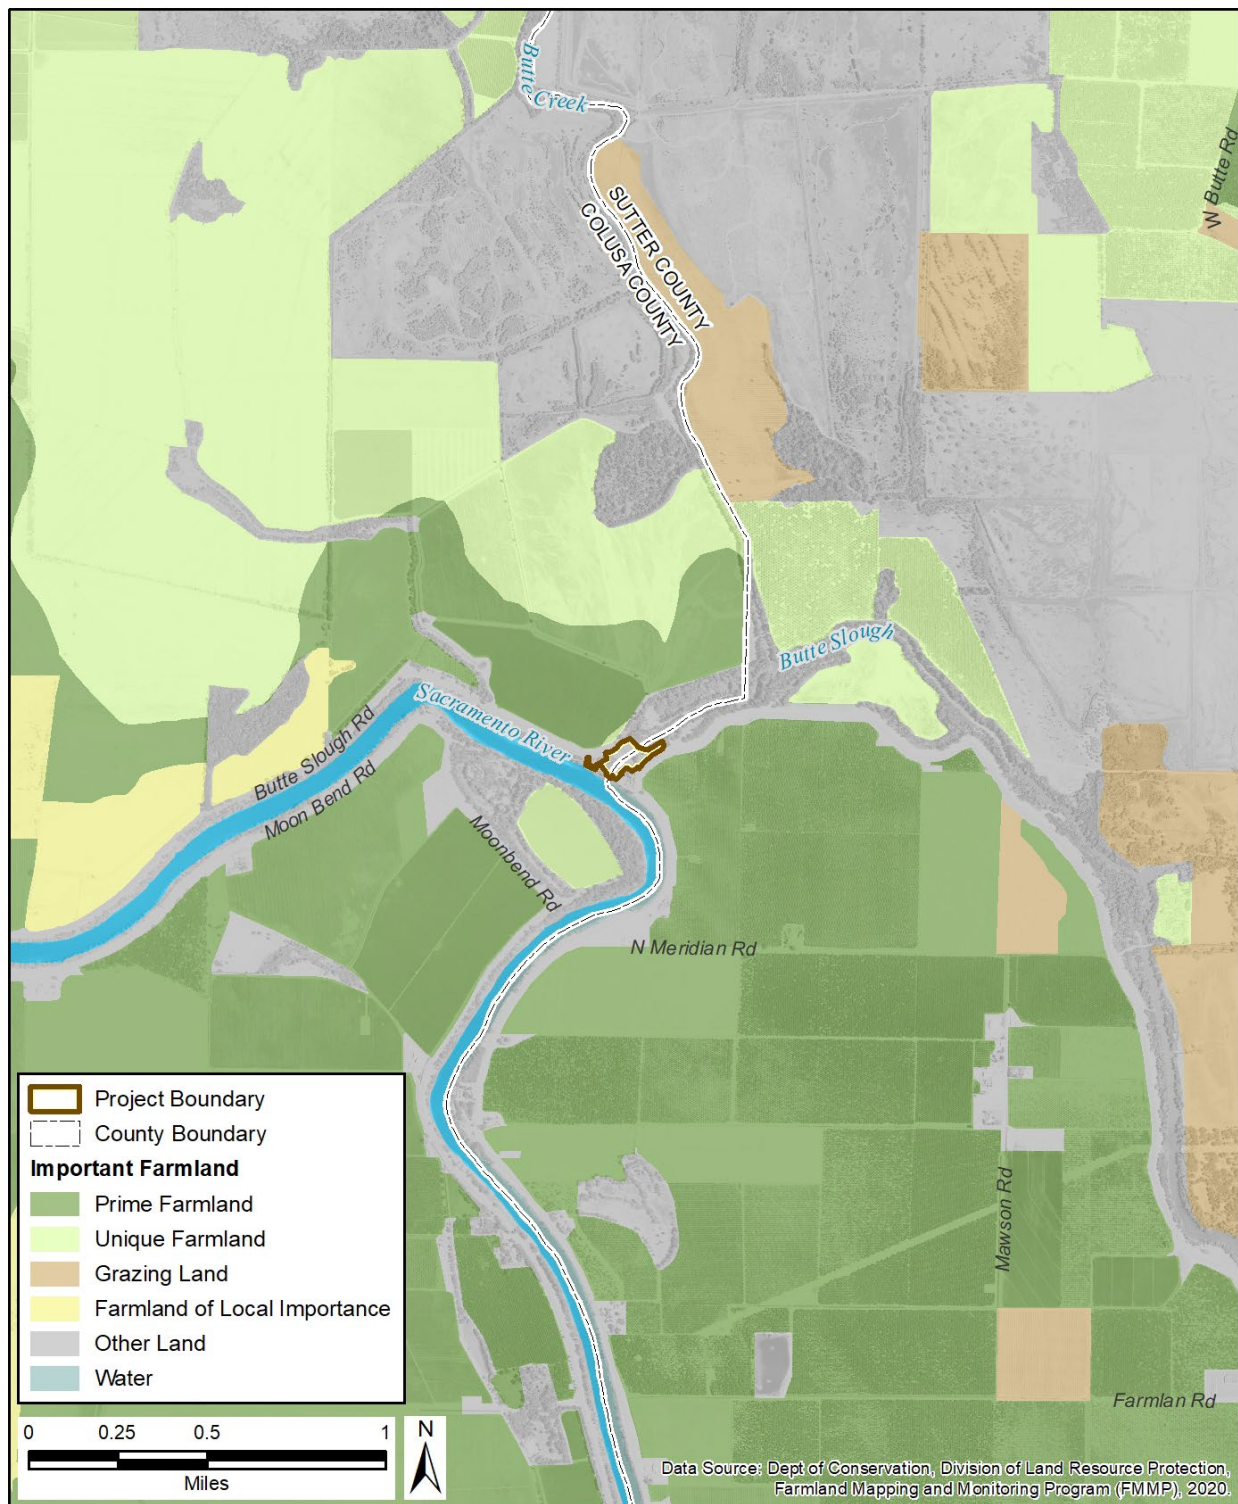 Butte
Creek
W Butte Rd
SUTTER COUNTY
COLUSA COUNTY
Butte Slough
Sacramento River
Butte Slough Rd
Moon Bend Rd
Moonbend Rd
N Meridian Rd
Mawson Rd
Farmlan Rd
Project Boundary
County Boundary
Important Farmland
Prime Farmland
Unique Farmland
Grazing Land
Farmland of Local Importance
Other Land
Water
0 0.25 0.5 1
Miles
N
Data Source: Dept of Conservation, Division of Land Resource Protection,
Farmland Mapping and Monitoring Program (FMMP), 2020.